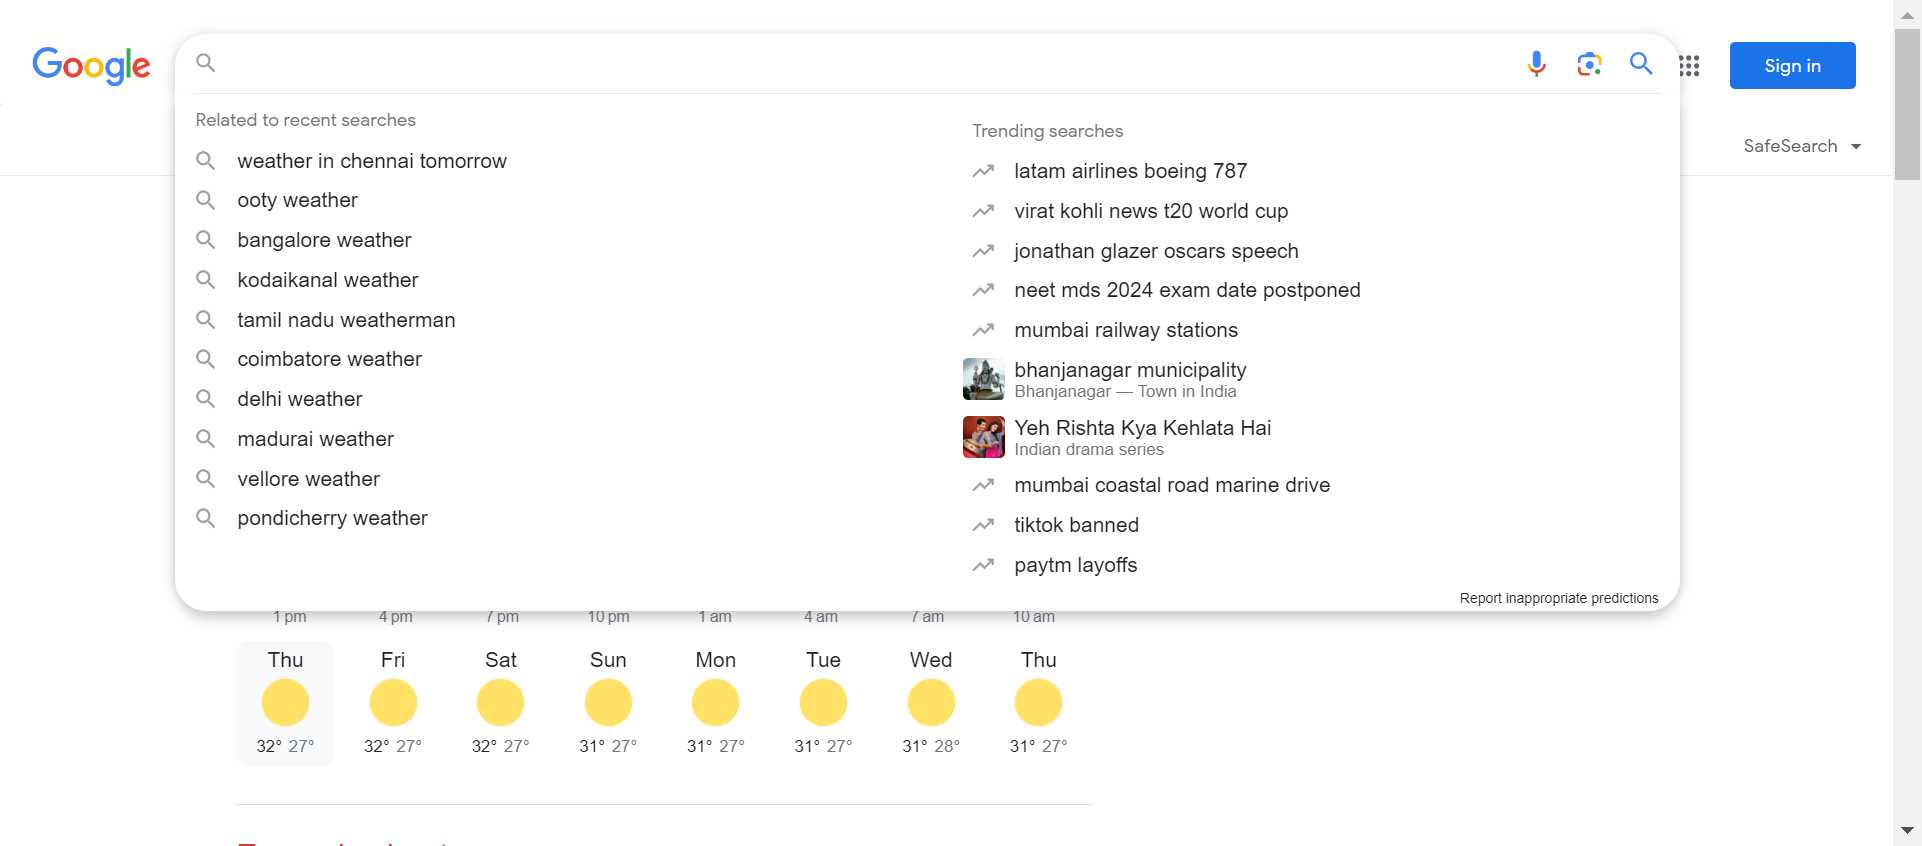 Google
Sign in
SafeSearch
Related to recent searches
weather in chennai tomorrow
ooty weather
bangalore weather
kodaikanal weather
tamil nadu weatherman
coimbatore weather
delhi weather
madurai weather
vellore weather
pondicherry weather
Trending searches
latam airlines boeing 787
virat kohli news t20 world cup
jonathan glazer oscars speech
neet mds 2024 exam date postponed
mumbai railway stations
bhanjanagar municipality
Bhanjanagar — Town in India
Yeh Rishta Kya Kehlata Hai
Indian drama series
mumbai coastal road marine drive
tiktok banned
paytm layoffs
Report inappropriate predictions
1 pm 4 pm 7 pm 10 pm 1 am 4 am 7 am 10 am
Thu Fri Sat Sun Mon Tue Wed Thu
32° 27° 32° 27° 32° 27° 31° 27° 31° 27° 31° 27° 31° 28° 31° 27°